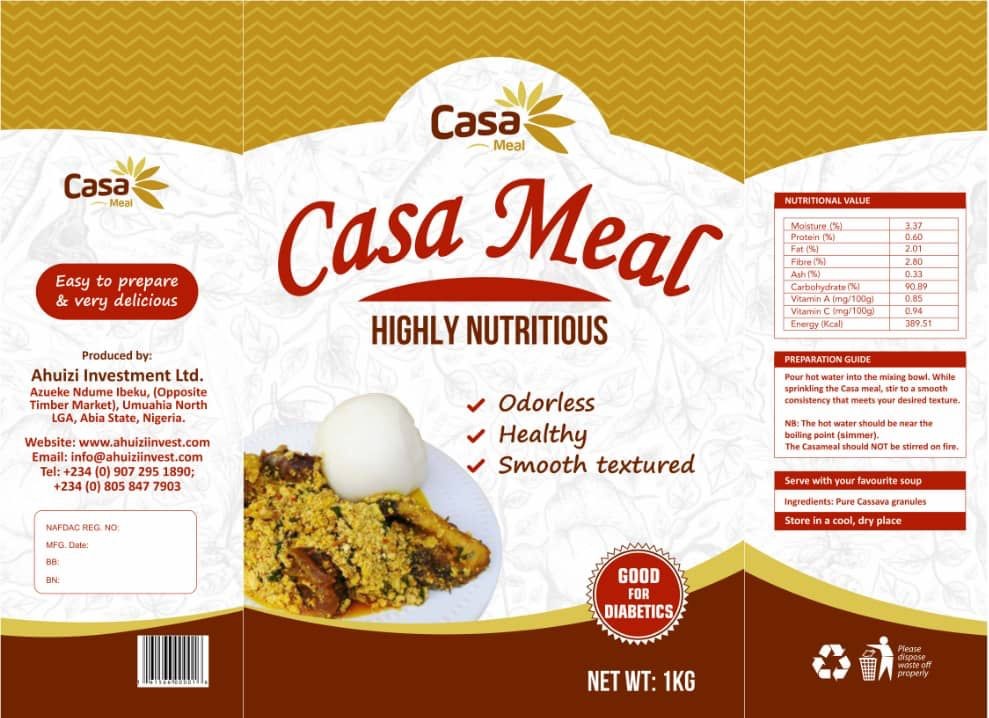 Casa
Meal
Easy to prepare
& very delicious
Produced by:
Ahuizi Investment Ltd.
Azueke Ndume Ibeku, (Opposite
Timber Market), Umuahia North
LGA, Abia State, Nigeria.
Website: www.ahuiziinvest.com
Email: info@ahuiziinvest.com
Tel: +234 (0) 907 295 1890;
+234 (0) 805 847 7903
NAFDAC REG. NO:
MFG. Date:
BB:
BN:
Casa
Meal
Casa Meal
HIGHLY NUTRITIOUS
Odorless
Healthy
Smooth textured
GOOD
FOR
DIABETICS
NET WT: 1KG
NUTRITIONAL VALUE
Moisture (%) 3.37
Protein (%) 0.60
Fat (%) 2.01
Fibre (%) 2.80
Ash (%) 0.33
Carbohydrate (%) 90.89
Vitamin A (mg/100g) 0.85
Vitamin C (mg/100g) 0.94
Energy (Kcal) 389.51
PREPARATION GUIDE
Pour hot water into the mixing bowl. While
sprinkling the Casa meal, stir to a smooth
consistency that meets your desired texture.
NB: The hot water should be near the
boiling point (simmer).
The Casameal should NOT be stirred on fire.
Serve with your favourite soup
Ingredients: Pure Cassava granules
Store in a cool, dry place
Please
dispose
waste off
properly